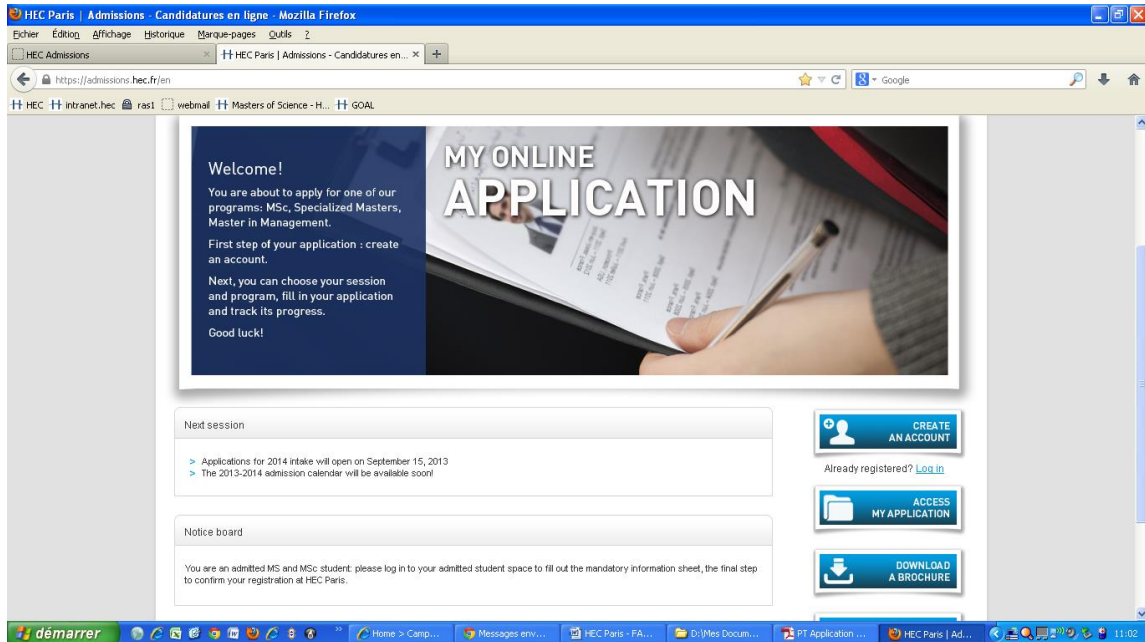 HEC Paris | Admissions - Candidatures en ligne - Mozilla Firefox
Fichier Édition Affichage Historique Marque-pages Outils ?
HEC Admissions × HEC Paris | Admissions - Candidatures en... × +
https://admissions.hec.fr/en Google
HEC intranet.hec ras1 webmail Masters of Science - H... GOAL
MY ONLINE
APPLICATION
Welcome!
You are about to apply for one of our
programs: MSc, Specialized Masters,
Master in Management.
First step of your application : create
an account.
Next, you can choose your session
and program, fill in your application
and track its progress.
Good luck!
Next session
> Applications for 2014 intake will open on September 15, 2013
> The 2013-2014 admission calendar will be available soon!
Notice board
You are an admitted MS and MSc student: please log in to your admitted student space to fill out the mandatory information sheet, the final step
to confirm your registration at HEC Paris.
CREATE
AN ACCOUNT
Already registered? Log in
ACCESS
MY APPLICATION
DOWNLOAD
A BROCHURE
démarrer Home > Camp... Messages env... HEC Paris - FA... D:\Mes Docum... PT Application ... HEC Paris | Ad... 11:02